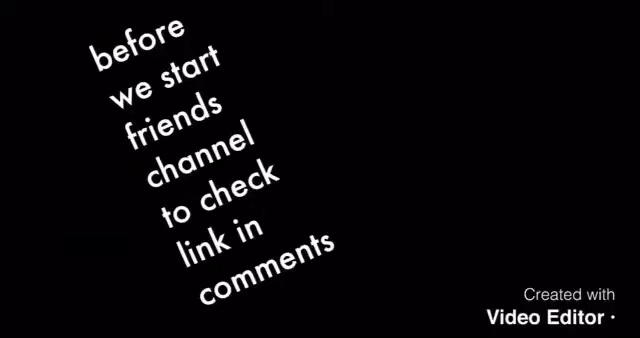 before
we start
friends
channel
to check
link in
comments
Created with
Video Editor ·